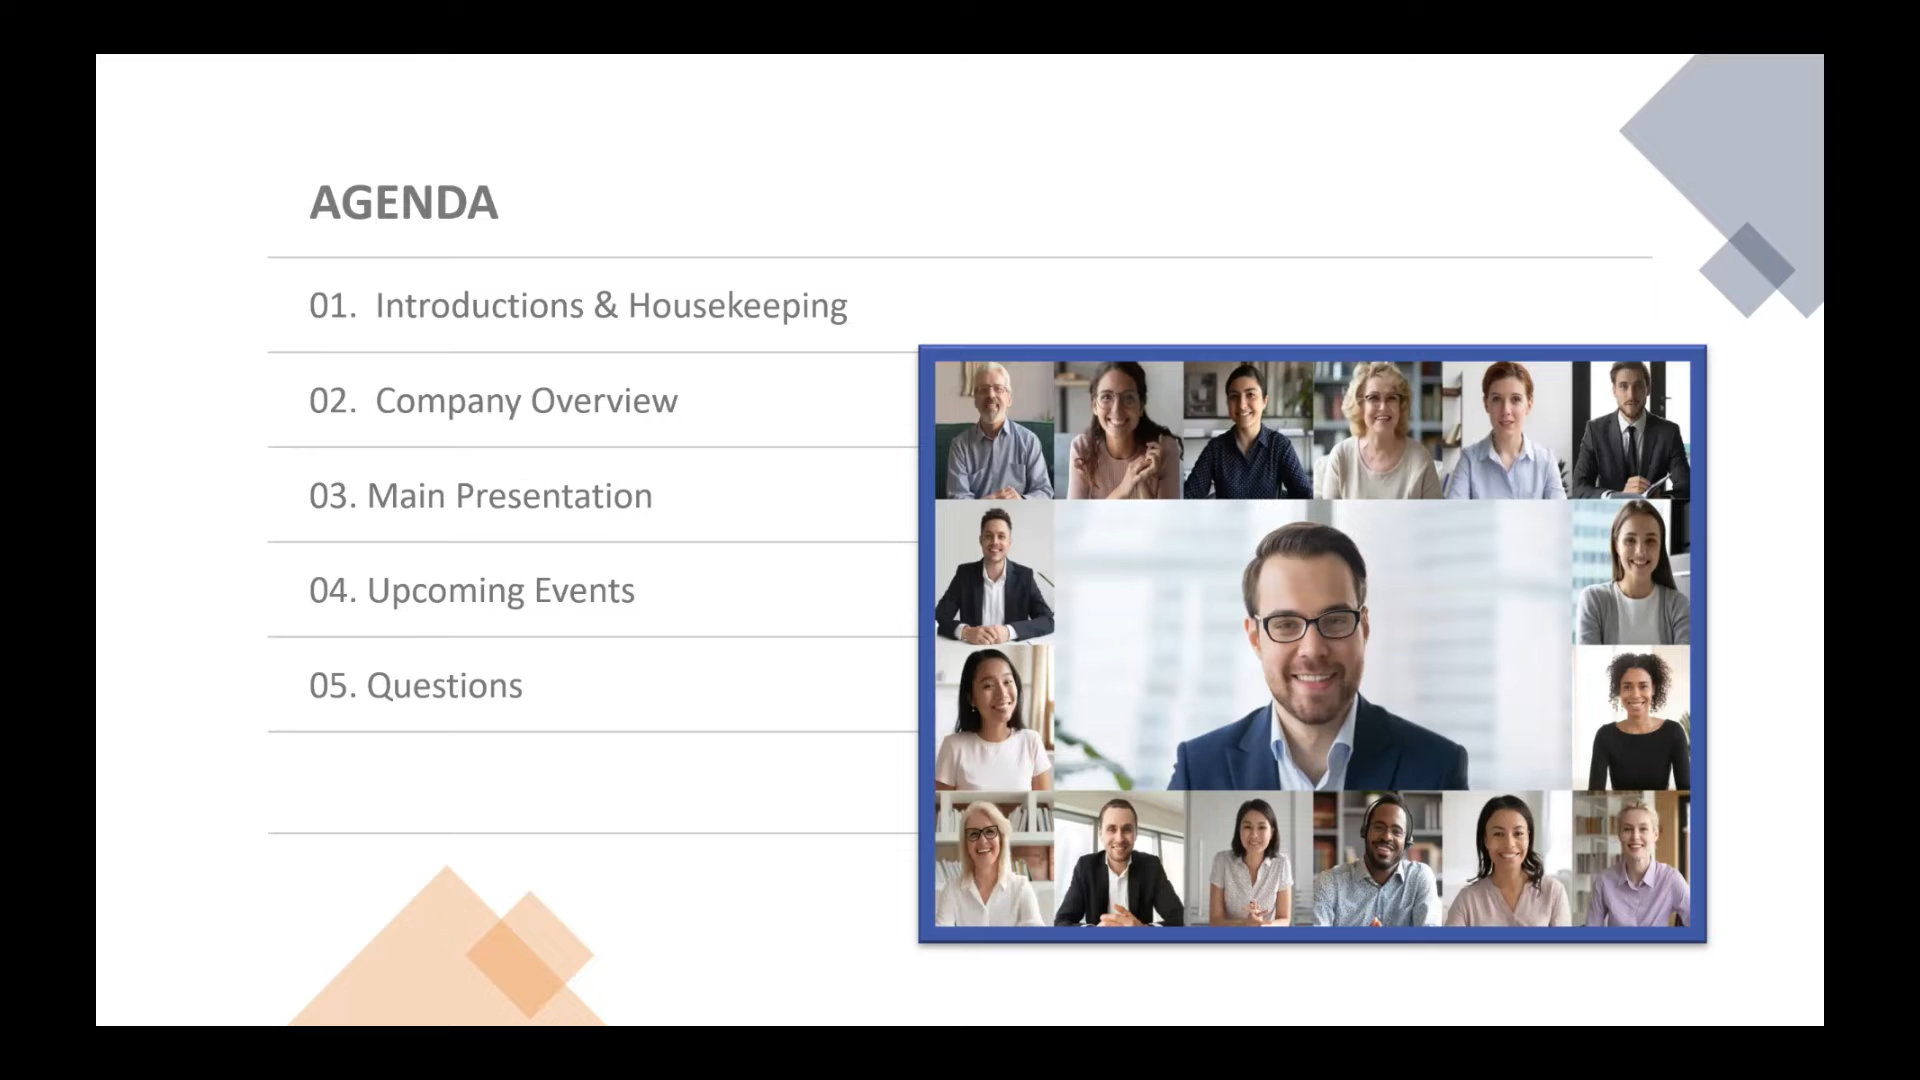 AGENDA
01. Introductions & Housekeeping
02. Company Overview
03. Main Presentation
04. Upcoming Events
05. Questions